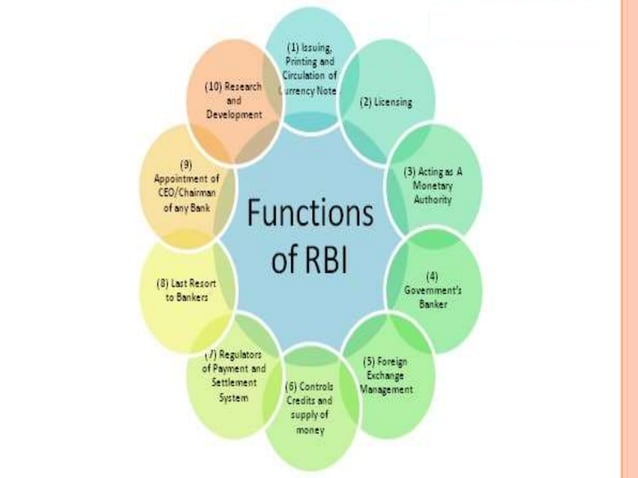 (1) Issuing,
Printing and
Circulation of
Currency Note
(2) Licensing
(3) Acting as A
Monetary
Authority
(4)
Government's
Banker
(5) Foreign
Exchange
Management
(6) Controls
Credits and
supply of
money
(7) Regulators
of Payment and
Settlement
System
(8) Last Resort
to Bankers
(9)
Appointment of
CEO/Chairman
of any Bank
(10) Research
and
Development
Functions
of RBI